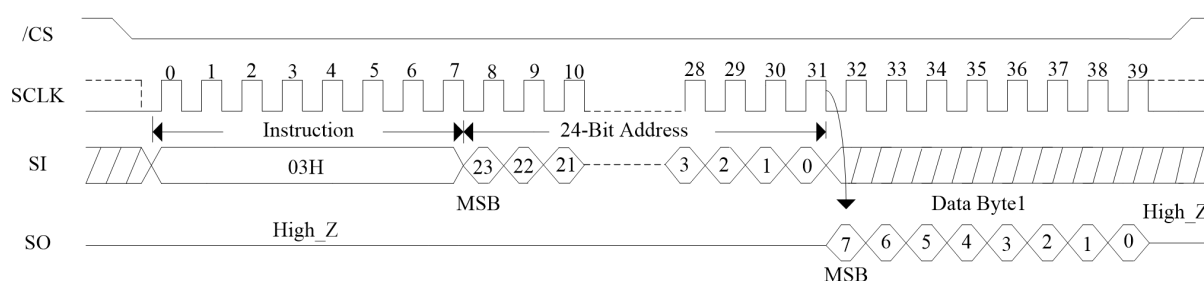 /CS
SCLK 0 1 2 3 4 5 6 7 8 9 10 28 29 30 31 32 33 34 35 36 37 38 39
Instruction 24-Bit Address
SI 03H 23 22 21 3 2 1 0
MSB Data Byte1
SO High_Z 7 6 5 4 3 2 1 0 High_Z
MSB